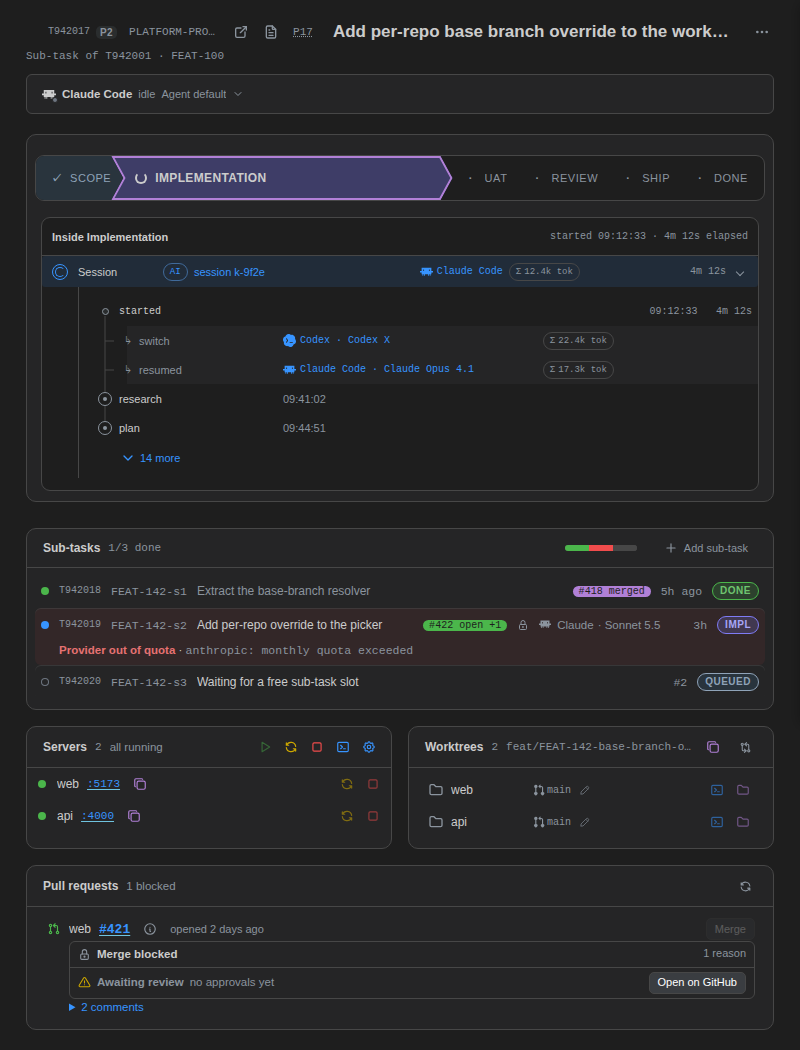 T942017 P2 PLATFORM-PRO… P17 Add per-repo base branch override to the work…
Sub-task of T942001 · FEAT-100
Claude Code idle Agent default
SCOPE IMPLEMENTATION · UAT · REVIEW · SHIP · DONE
Inside Implementation started 09:12:33 · 4m 12s elapsed
Session AI session k-9f2e Claude Code Σ 12.4k tok 4m 12s
started 09:12:33 4m 12s
↳ switch Codex · Codex X Σ 22.4k tok
↳ resumed Claude Code · Claude Opus 4.1 Σ 17.3k tok
research 09:41:02
plan 09:44:51
14 more
Sub-tasks 1/3 done Add sub-task
T942018 FEAT-142-s1 Extract the base-branch resolver #418 merged 5h ago DONE
T942019 FEAT-142-s2 Add per-repo override to the picker #422 open +1 Claude · Sonnet 5.5 3h IMPL
Provider out of quota · anthropic: monthly quota exceeded
T942020 FEAT-142-s3 Waiting for a free sub-task slot #2 QUEUED
Servers 2 all running
web :5173
api :4000
Worktrees 2 feat/FEAT-142-base-branch-o…
web main
api main
Pull requests 1 blocked
web #421 opened 2 days ago Merge
Merge blocked 1 reason
Awaiting review no approvals yet Open on GitHub
2 comments